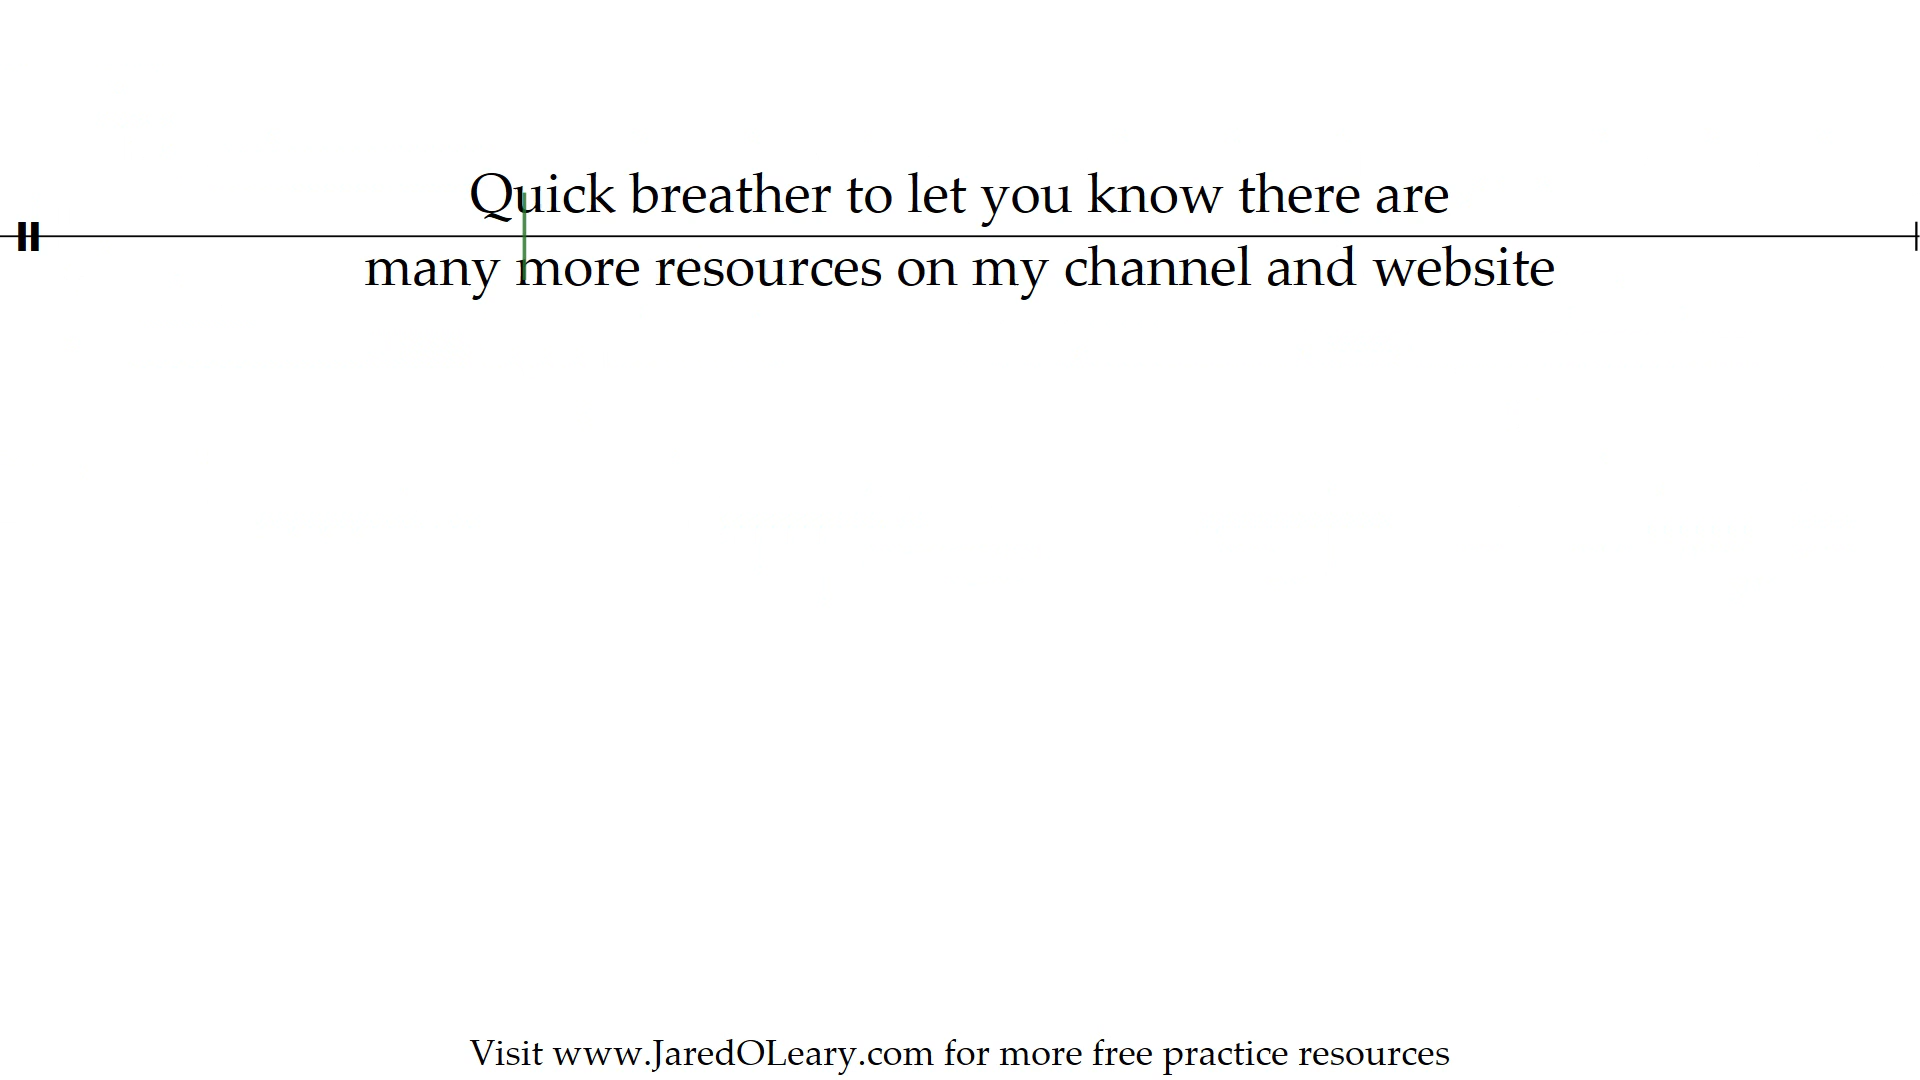 Quick breather to let you know there are
many more resources on my channel and website
Visit www.JaredOLeary.com for more free practice resources